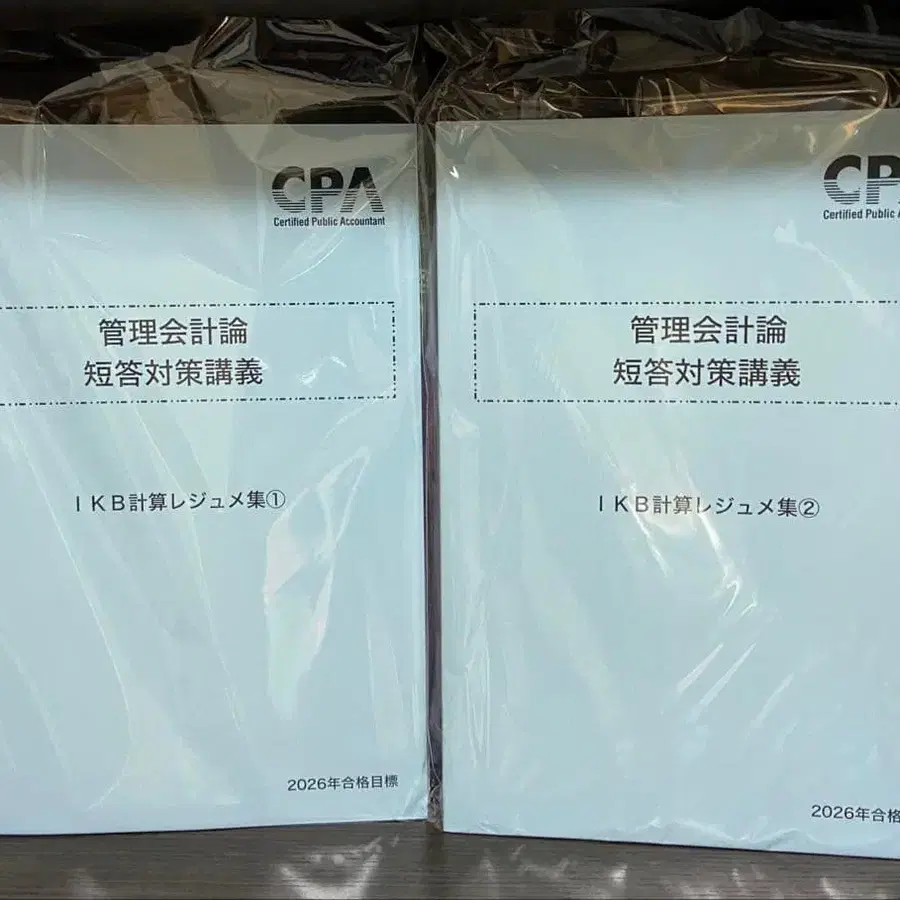 CPA
Certified Public Accountant
管理会計論
短答対策講義
IKB計算レジュメ集①
2026年合格目標
CP
Certified Public
管理会計論
短答対策講義
IKB計算レジュメ集②
2026年合格